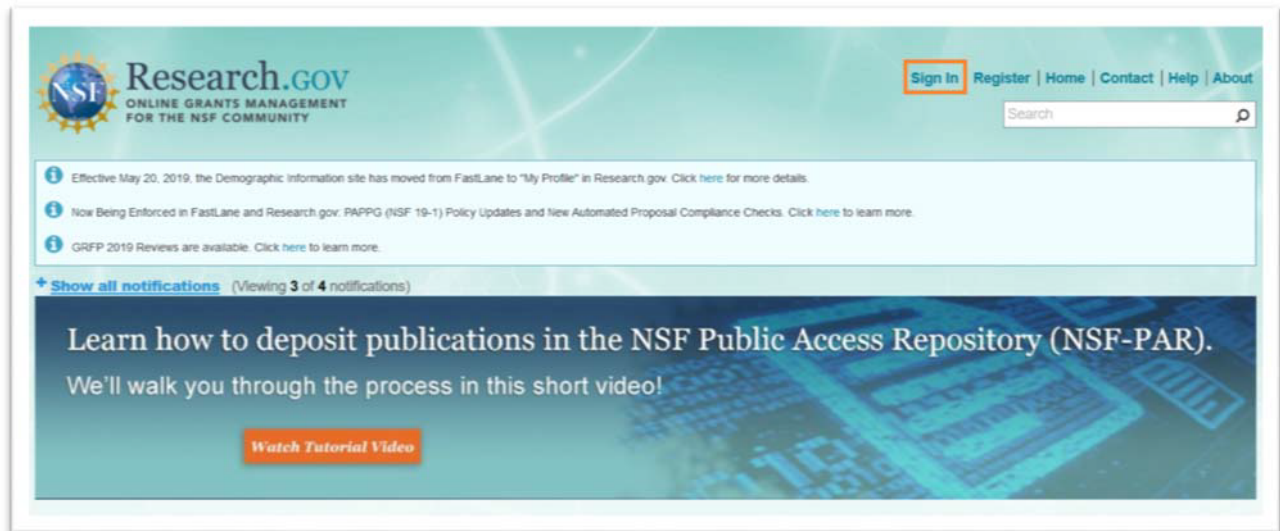 NSF
Research.gov
ONLINE GRANTS MANAGEMENT
FOR THE NSF COMMUNITY
Sign In | Register | Home | Contact | Help | About
Search
Effective May 20, 2019, the Demographic Information site has moved from FastLane to "My Profile" in Research.gov. Click here for more details.
Now Being Enforced in FastLane and Research.gov: PAPPG (NSF 19-1) Policy Updates and New Automated Proposal Compliance Checks. Click here to learn more.
GRFP 2019 Reviews are available. Click here to learn more.
+ Show all notifications (Viewing 3 of 4 notifications)
Learn how to deposit publications in the NSF Public Access Repository (NSF-PAR).
We'll walk you through the process in this short video!
Watch Tutorial Video